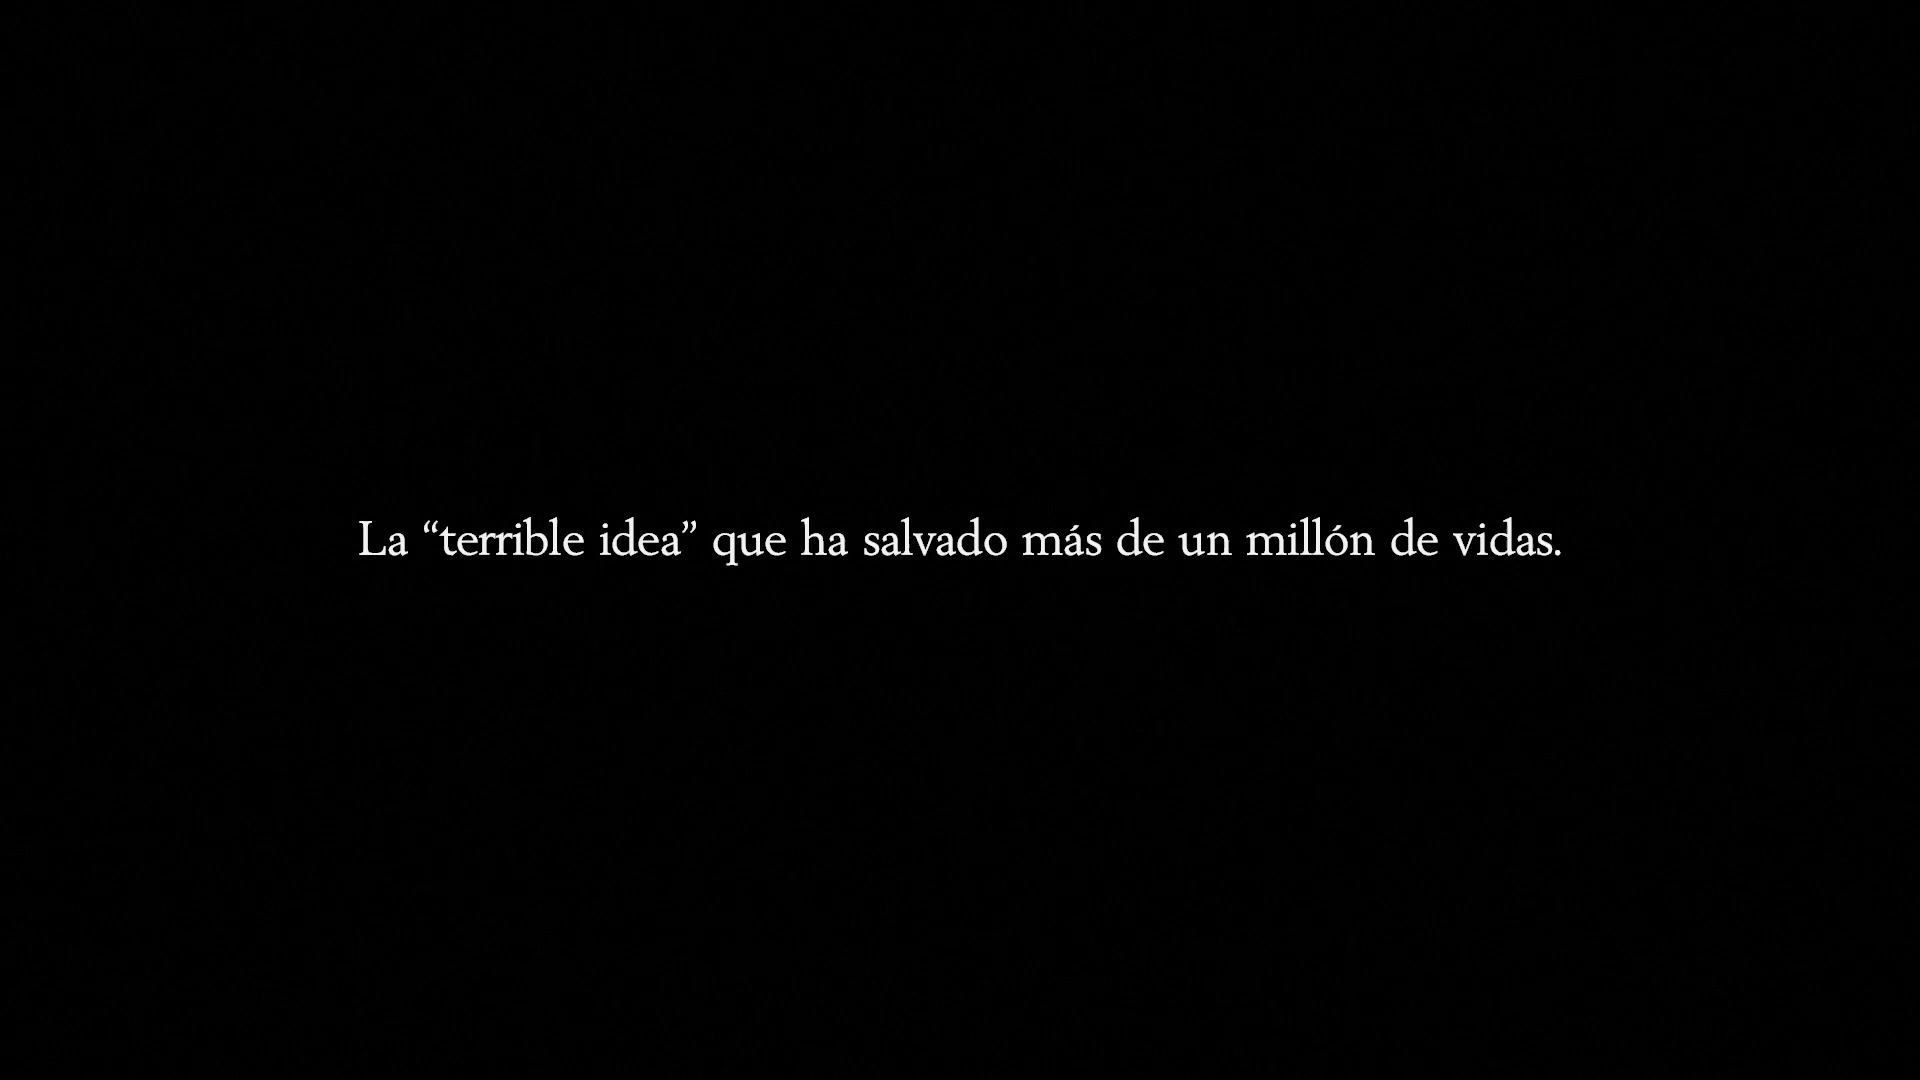 La “terrible idea” que ha salvado más de un millón de vidas.